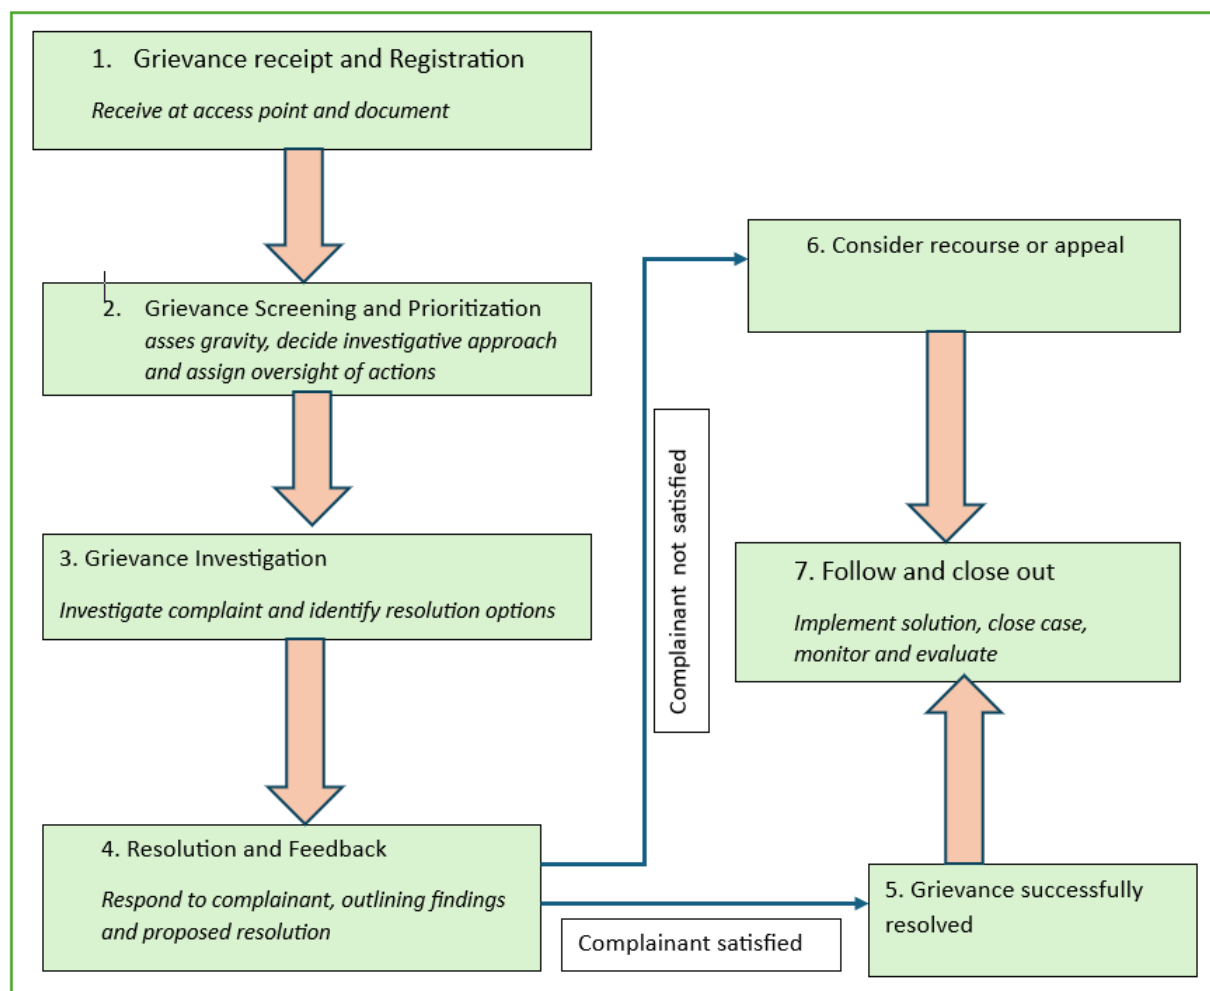 1. Grievance receipt and Registration
Receive at access point and document
2. Grievance Screening and Prioritization
asses gravity, decide investigative approach
and assign oversight of actions
3. Grievance Investigation
Investigate complaint and identify resolution options
4. Resolution and Feedback
Respond to complainant, outlining findings
and proposed resolution
Complainant not satisfied
Complainant satisfied
5. Grievance successfully
resolved
6. Consider recourse or appeal
7. Follow and close out
Implement solution, close case,
monitor and evaluate